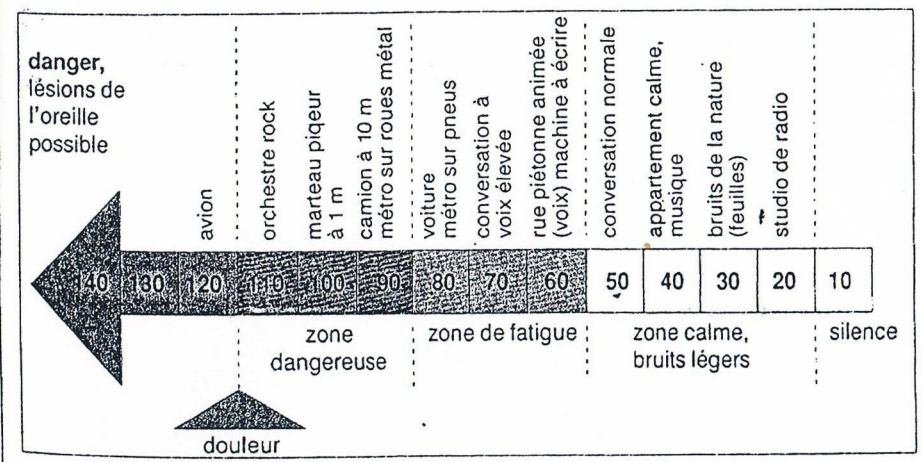 danger,
lésions de
l'oreille
possible
avion
orchestre rock
marteau piqeur
à 1 m
camion à 10 m
métro sur roues métal
voiture
métro sur pneus
conversation à
voix élevée
rue piétonne animée
(voix) machine à écrire
conversation normale
appartement calme,
musique
bruits de la nature
(feuilles)
studio de radio
140 130 120 110 100 90 80 70 60 50 40 30 20 10
zone
dangereuse
zone de fatigue
zone calme,
bruits légers
silence
douleur